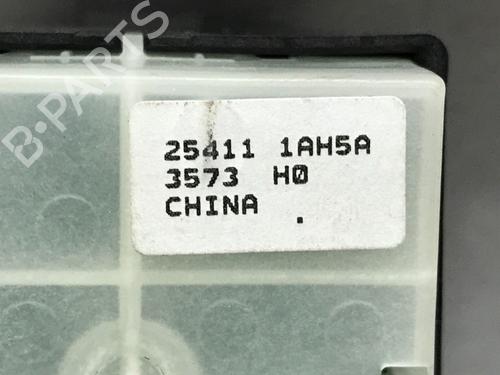 B-PARTS
25411 1AH5A
3573 H0
CHINA .